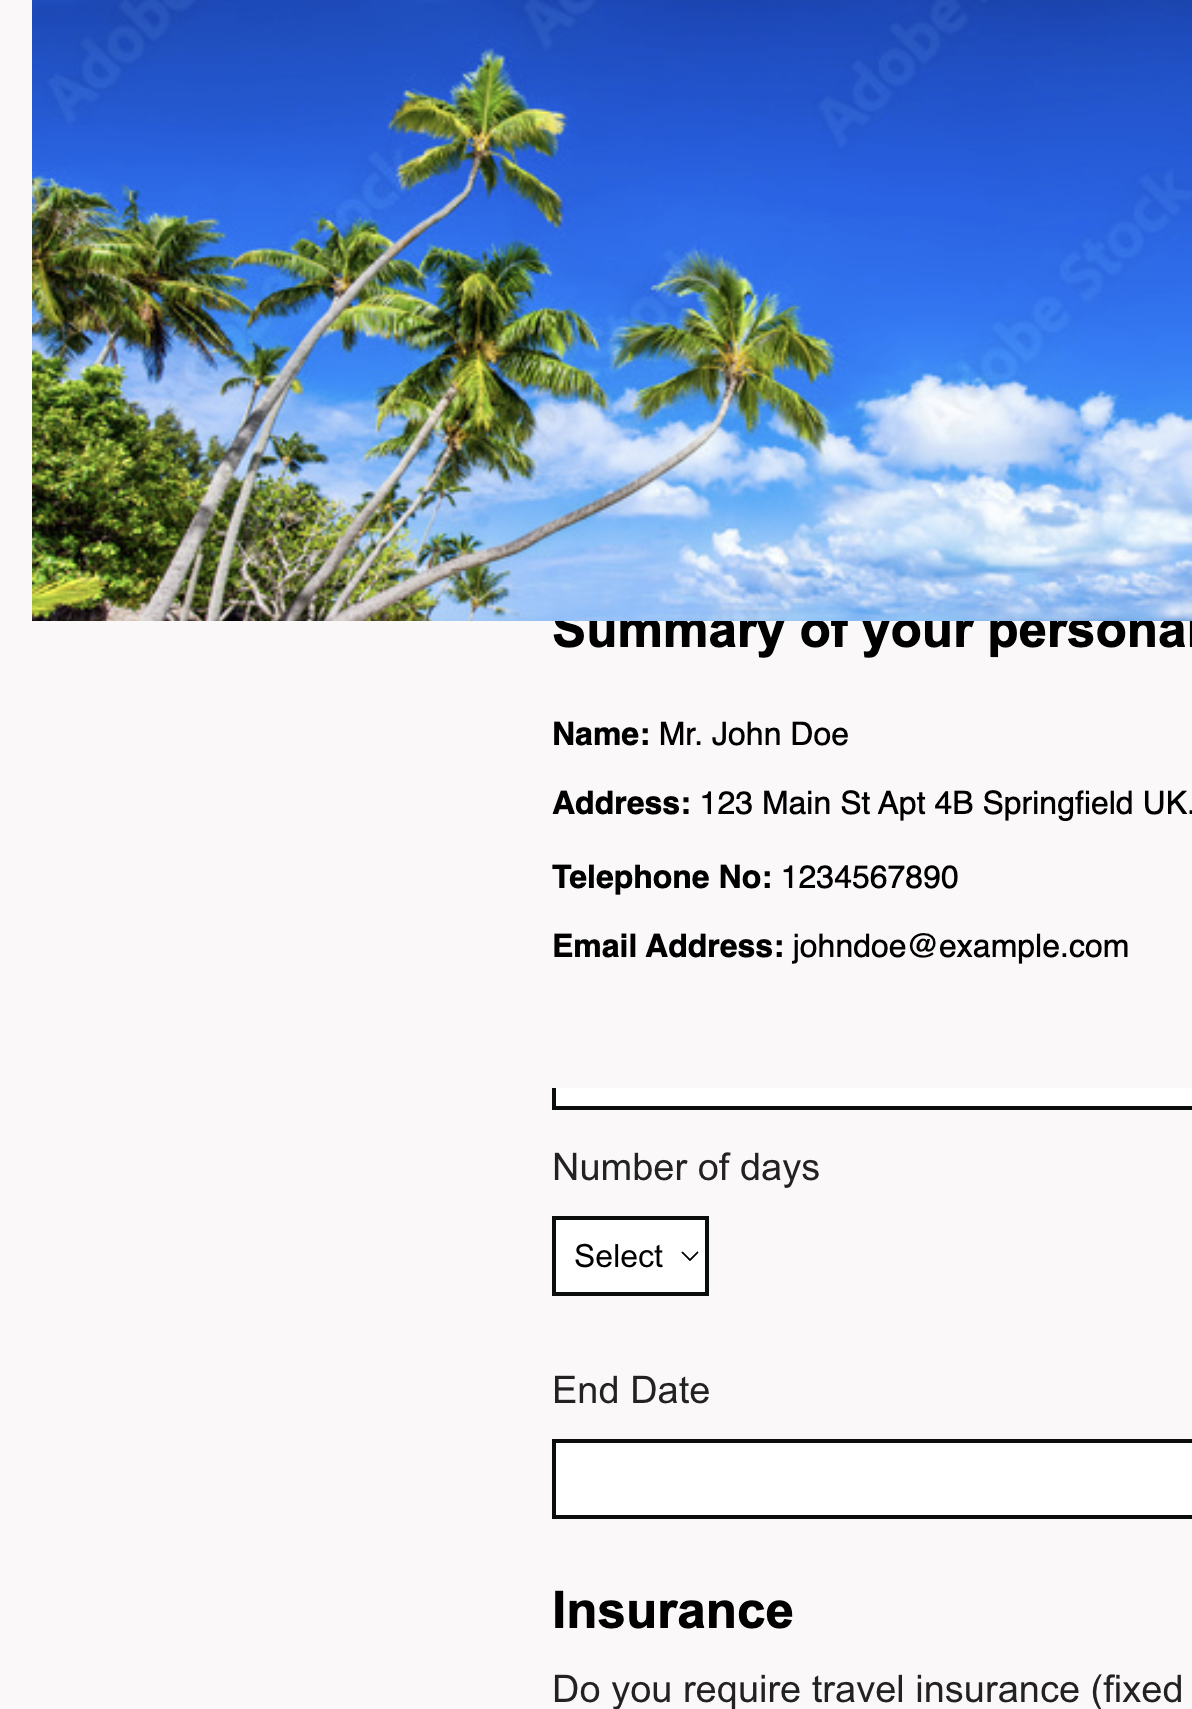 Adobe
Adobe
Adobe Stock
Summary of your personal
Name: Mr. John Doe
Address: 123 Main St Apt 4B Springfield UK.
Telephone No: 1234567890
Email Address: johndoe@example.com
Number of days
Select
End Date
Insurance
Do you require travel insurance (fixed